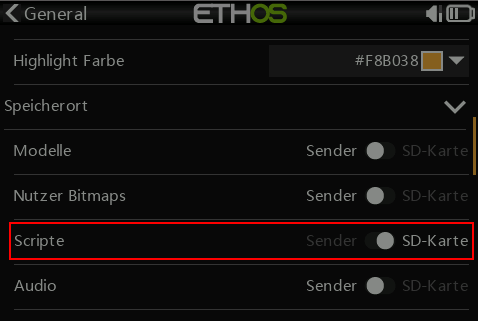 General
ETHOS
Highlight Farbe #F8B038
Speicherort
Modelle Sender SD-Karte
Nutzer Bitmaps Sender SD-Karte
Scripte Sender SD-Karte
Audio Sender SD-Karte